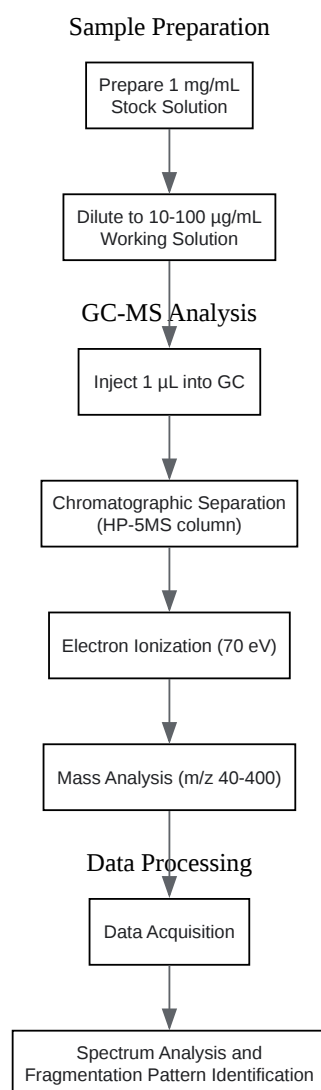 Sample Preparation
Prepare 1 mg/mL
Stock Solution
Dilute to 10-100 µg/mL
Working Solution
GC-MS Analysis
Inject 1 µL into GC
Chromatographic Separation
(HP-5MS column)
Electron Ionization (70 eV)
Mass Analysis (m/z 40-400)
Data Processing
Data Acquisition
Spectrum Analysis and
Fragmentation Pattern Identification